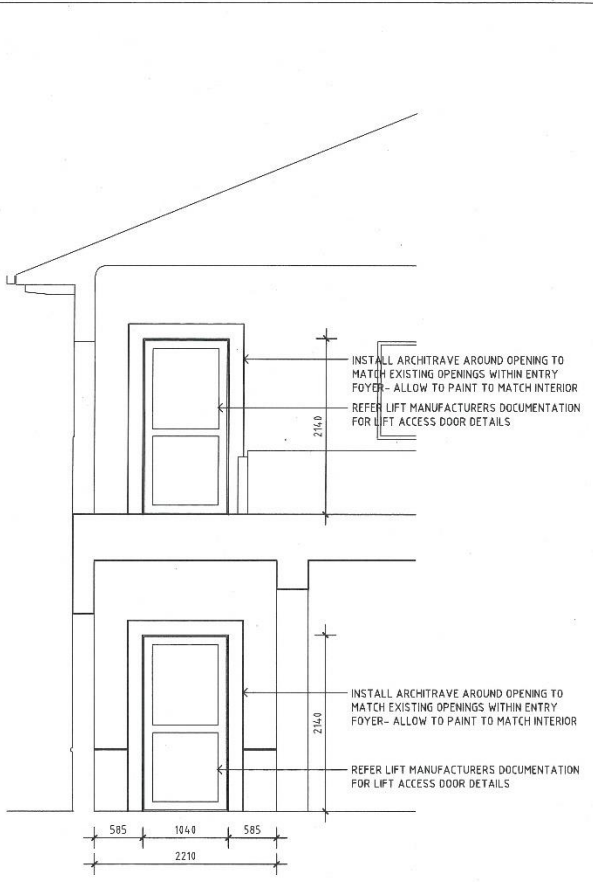 INSTALL ARCHITRAVE AROUND OPENING TO
MATCH EXISTING OPENINGS WITHIN ENTRY
FOYER- ALLOW TO PAINT TO MATCH INTERIOR
REFER LIFT MANUFACTURERS DOCUMENTATION
FOR LIFT ACCESS DOOR DETAILS
2140
INSTALL ARCHITRAVE AROUND OPENING TO
MATCH EXISTING OPENINGS WITHIN ENTRY
FOYER- ALLOW TO PAINT TO MATCH INTERIOR
2140
REFER LIFT MANUFACTURERS DOCUMENTATION
FOR LIFT ACCESS DOOR DETAILS
585 1040 585
2210